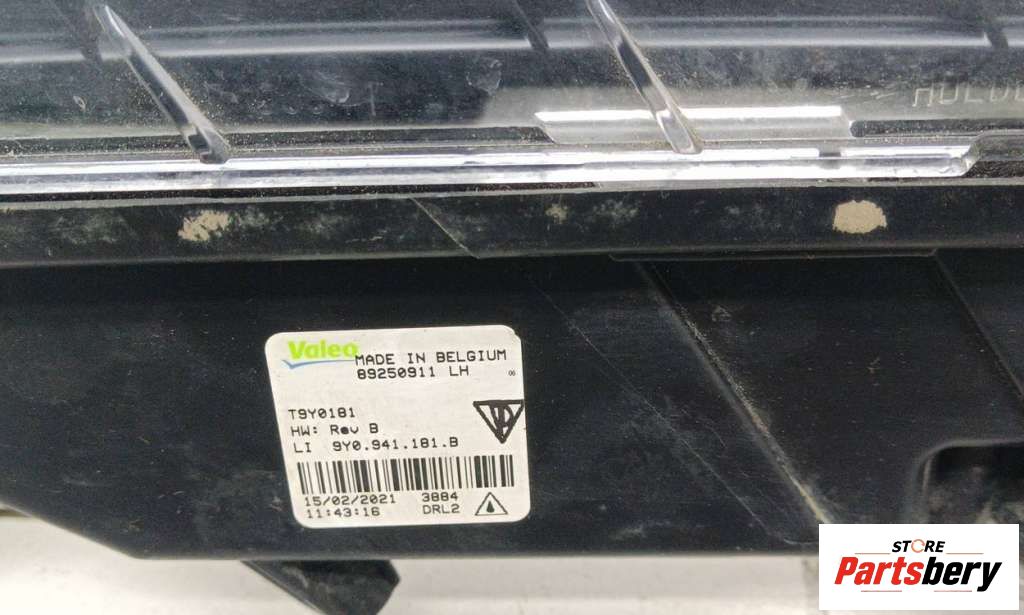 Valeo MADE IN BELGIUM
89250911 LH 06
T9Y0181
HW: Rev B
LI 9Y0.941.181.B
15/02/2021 3884
11:43:16 DRL2
STORE
Partsbery